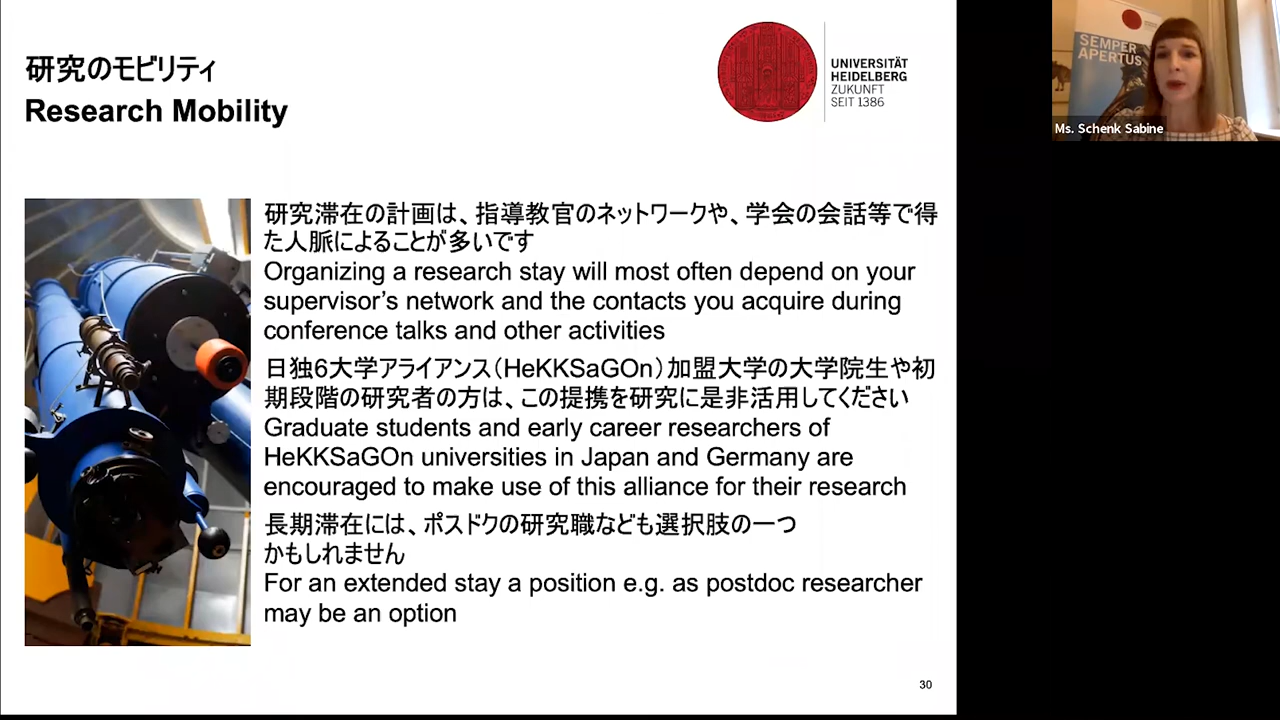 研究のモビリティ
Research Mobility
UNIVERSITÄT
HEIDELBERG
ZUKUNFT
SEIT 1386
SEMPER
APERTUS
Ms. Schenk Sabine
研究滞在の計画は、指導教官のネットワークや、学会の会話等で得
た人脈によることが多いです
Organizing a research stay will most often depend on your
supervisor’s network and the contacts you acquire during
conference talks and other activities
日独6大学アライアンス（HeKKSaGOn）加盟大学の大学院生や初
期段階の研究者の方は、この提携を研究に是非活用してください
Graduate students and early career researchers of
HeKKSaGOn universities in Japan and Germany are
encouraged to make use of this alliance for their research
長期滞在には、ポスドクの研究職なども選択肢の一つ
かもしれません
For an extended stay a position e.g. as postdoc researcher
may be an option
30